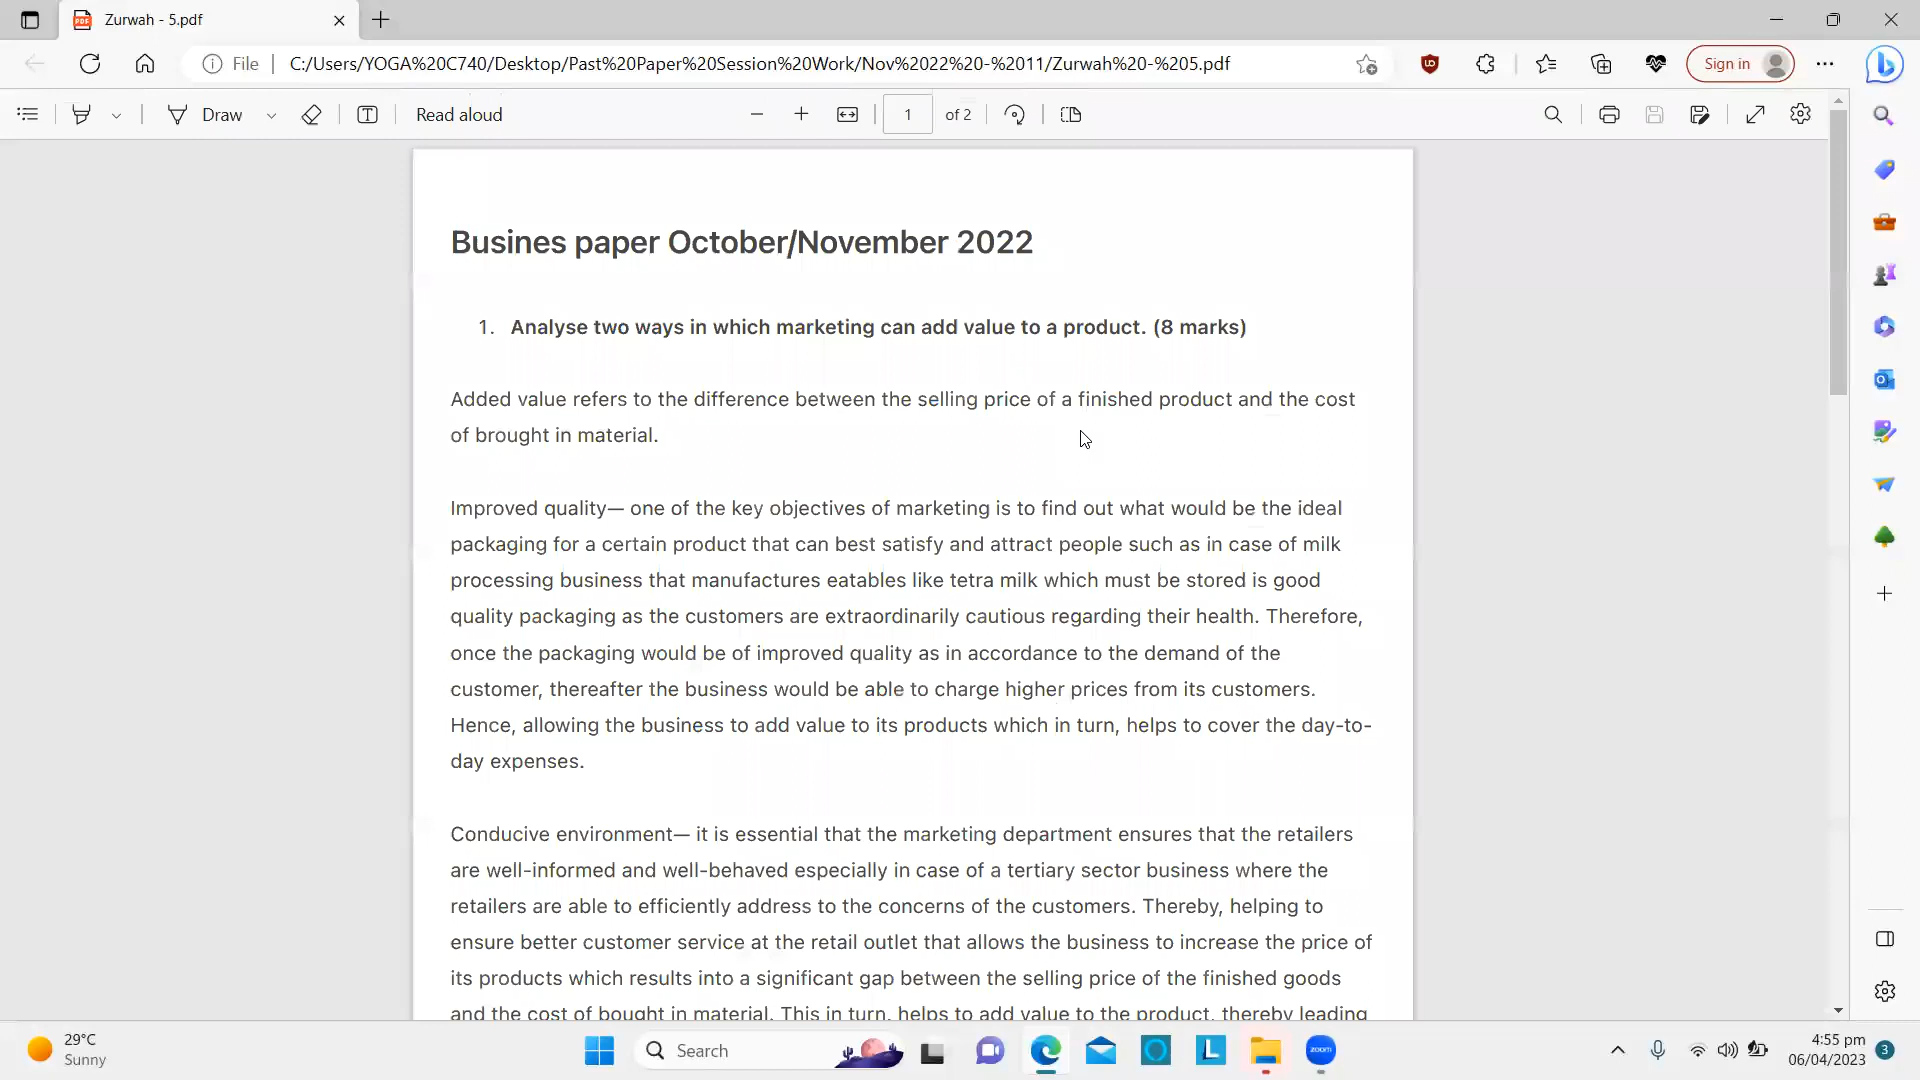 Zurwah - 5.pdf
File
C:/Users/YOGA%20C740/Desktop/Past%20Paper%20Session%20Work/Nov%2022%20-%2011/Zurwah%20-%205.pdf
Sign in
Draw
Read aloud
1
of 2
Busines paper October/November 2022
1. Analyse two ways in which marketing can add value to a product. (8 marks)
Added value refers to the difference between the selling price of a finished product and the cost
of brought in material.
Improved quality— one of the key objectives of marketing is to find out what would be the ideal
packaging for a certain product that can best satisfy and attract people such as in case of milk
processing business that manufactures eatables like tetra milk which must be stored is good
quality packaging as the customers are extraordinarily cautious regarding their health. Therefore,
once the packaging would be of improved quality as in accordance to the demand of the
customer, thereafter the business would be able to charge higher prices from its customers.
Hence, allowing the business to add value to its products which in turn, helps to cover the day-to-
day expenses.
Conducive environment— it is essential that the marketing department ensures that the retailers
are well-informed and well-behaved especially in case of a tertiary sector business where the
retailers are able to efficiently address to the concerns of the customers. Thereby, helping to
ensure better customer service at the retail outlet that allows the business to increase the price of
its products which results into a significant gap between the selling price of the finished goods
and the cost of bought in material. This in turn, helps to add value to the product, thereby leading
29°C
Sunny
Search
zoom
4:55 pm
06/04/2023
3